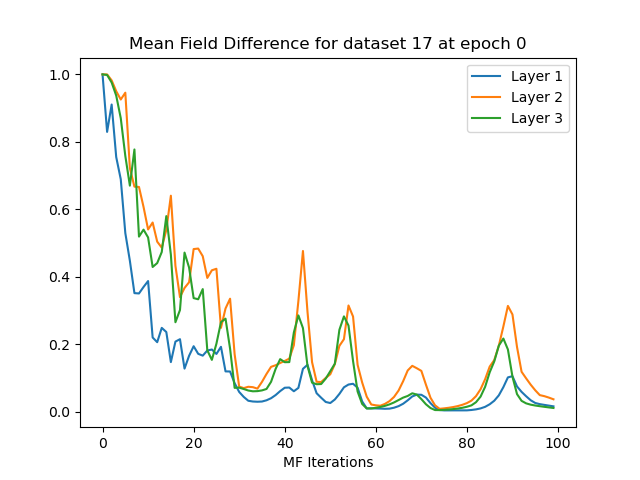 Mean Field Difference for dataset 17 at epoch 0
Layer 1
Layer 2
Layer 3
1.0
0.8
0.6
0.4
0.2
0.0
0 20 40 60 80 100
MF Iterations